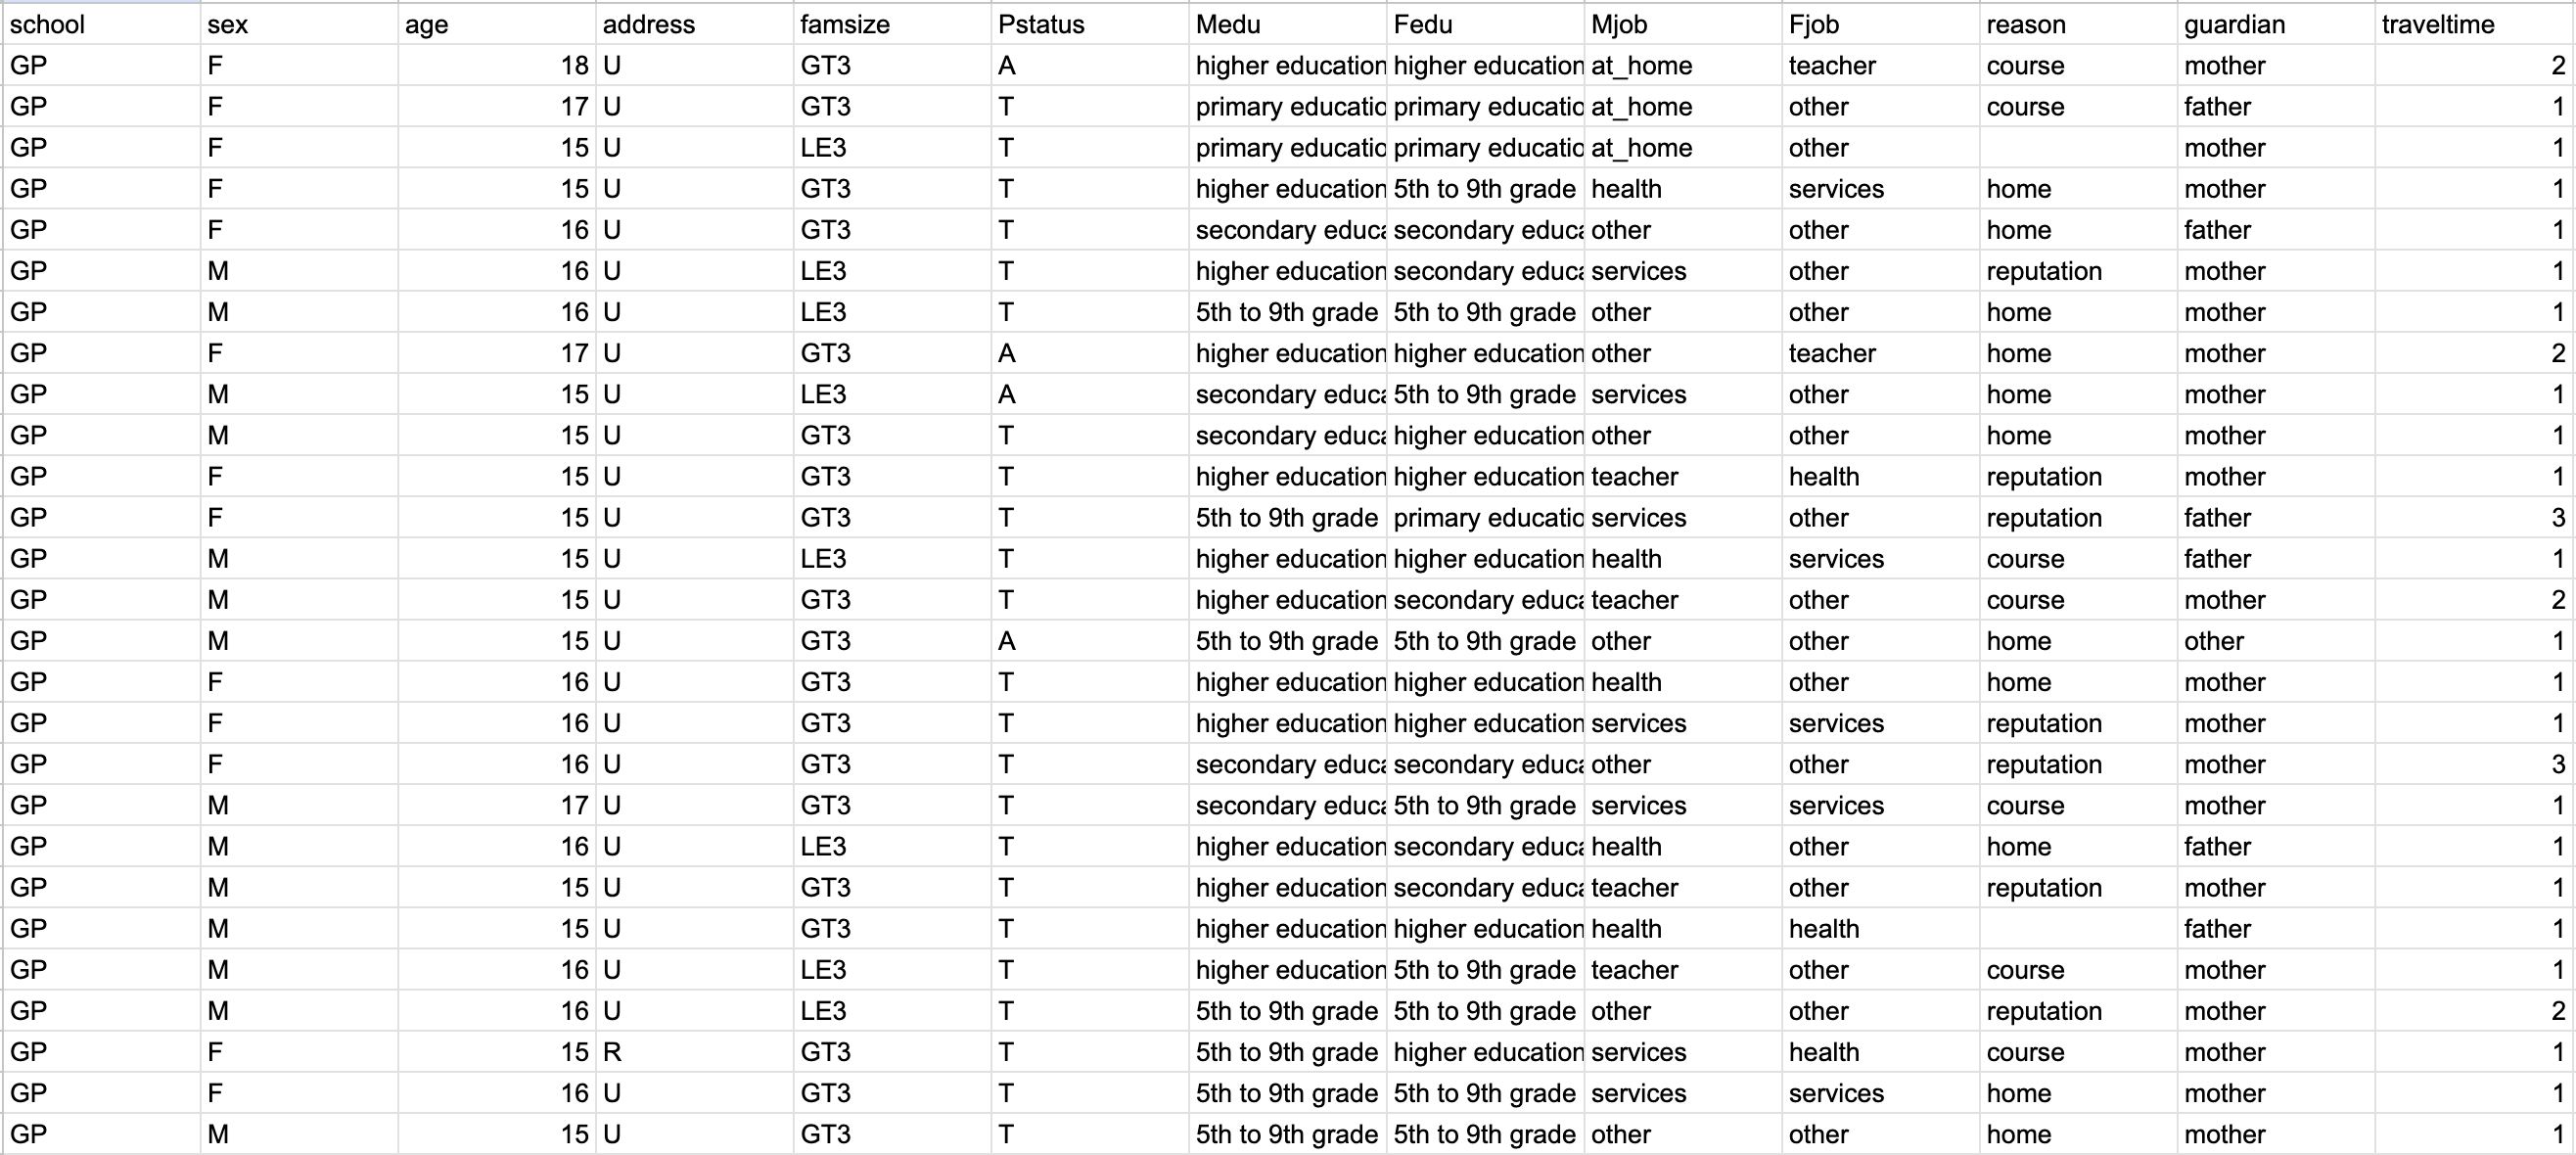 school sex age address famsize Pstatus Medu Fedu Mjob Fjob reason guardian traveltime
GP F 18 U GT3 A higher education higher education at_home teacher course mother 2
GP F 17 U GT3 T primary educatio primary educatio at_home other course father 1
GP F 15 U LE3 T primary educatio primary educatio at_home other mother 1
GP F 15 U GT3 T higher education 5th to 9th grade health services home mother 1
GP F 16 U GT3 T secondary educa secondary educa other other home father 1
GP M 16 U LE3 T higher education secondary educa services other reputation mother 1
GP M 16 U LE3 T 5th to 9th grade 5th to 9th grade other other home mother 1
GP F 17 U GT3 A higher education higher education other teacher home mother 2
GP M 15 U LE3 A secondary educa 5th to 9th grade services other home mother 1
GP M 15 U GT3 T secondary educa higher education other other home mother 1
GP F 15 U GT3 T higher education higher education teacher health reputation mother 1
GP F 15 U GT3 T 5th to 9th grade primary educatio services other reputation father 3
GP M 15 U LE3 T higher education higher education health services course father 1
GP M 15 U GT3 T higher education secondary educa teacher other course mother 2
GP M 15 U GT3 A 5th to 9th grade 5th to 9th grade other other home other 1
GP F 16 U GT3 T higher education higher education health other home mother 1
GP F 16 U GT3 T higher education higher education services services reputation mother 1
GP F 16 U GT3 T secondary educa secondary educa other other reputation mother 3
GP M 17 U GT3 T secondary educa 5th to 9th grade services services course mother 1
GP M 16 U LE3 T higher education secondary educa health other home father 1
GP M 15 U GT3 T higher education secondary educa teacher other reputation mother 1
GP M 15 U GT3 T higher education higher education health health father 1
GP M 16 U LE3 T higher education 5th to 9th grade teacher other course mother 1
GP M 16 U LE3 T 5th to 9th grade 5th to 9th grade other other reputation mother 2
GP F 15 R GT3 T 5th to 9th grade higher education services health course mother 1
GP F 16 U GT3 T 5th to 9th grade 5th to 9th grade services services home mother 1
GP M 15 U GT3 T 5th to 9th grade 5th to 9th grade other other home mother 1